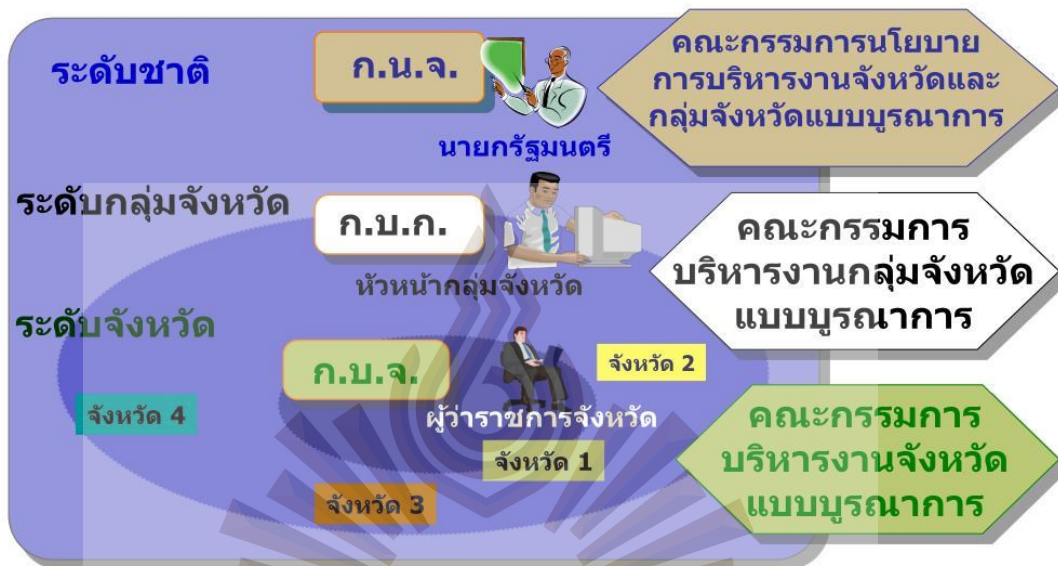 ระดับชาติ
ก.น.จ.
นายกรัฐมนตรี
คณะกรรมการนโยบาย
การบริหารงานจังหวัดและ
กลุ่มจังหวัดแบบบูรณาการ
ระดับกลุ่มจังหวัด
ก.บ.ก.
หัวหน้ากลุ่มจังหวัด
คณะกรรมการ
บริหารงานกลุ่มจังหวัด
แบบบูรณาการ
ระดับจังหวัด
ก.บ.จ.
ผู้ว่าราชการจังหวัด
จังหวัด 2
จังหวัด 4
จังหวัด 1
จังหวัด 3
คณะกรรมการ
บริหารงานจังหวัด
แบบบูรณาการ